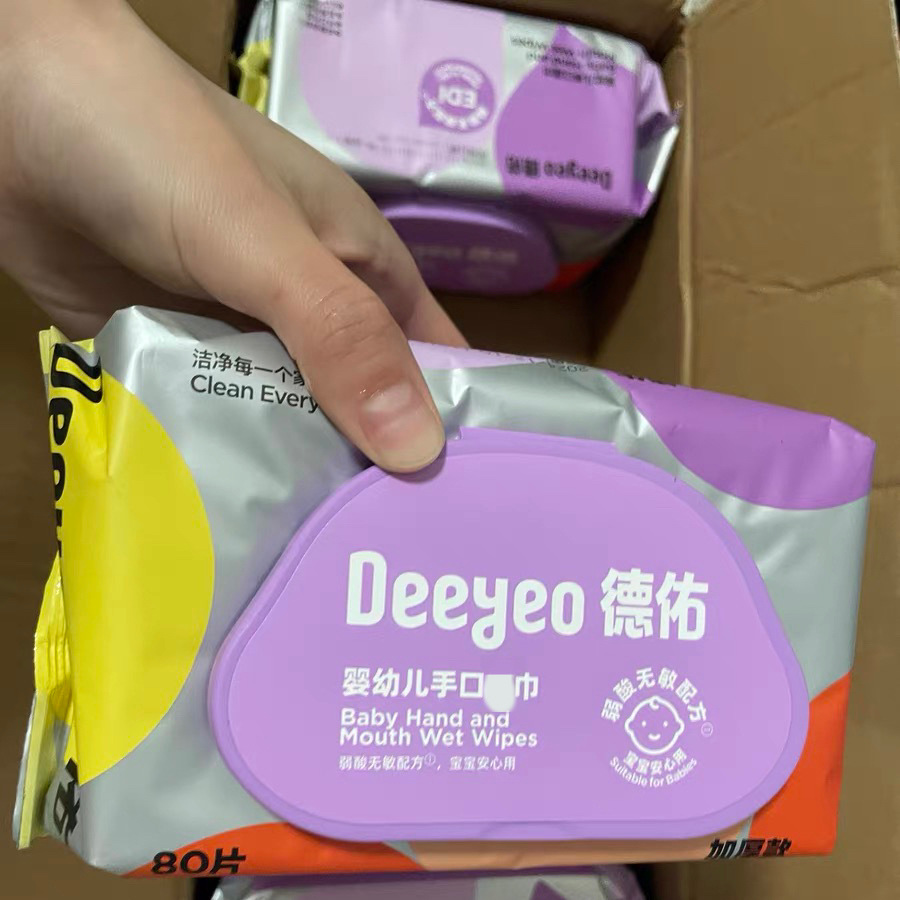 EDI
Deeyeo 德佑
洁净每一个
Clean Every
Deeyeo 德佑
婴幼儿手口巾
Baby Hand and
Mouth Wet Wipes
弱酸无敏配方①，宝宝安心用
弱酸无敏配方
宝宝安心用
Suitable for Babies
80片
加厚款